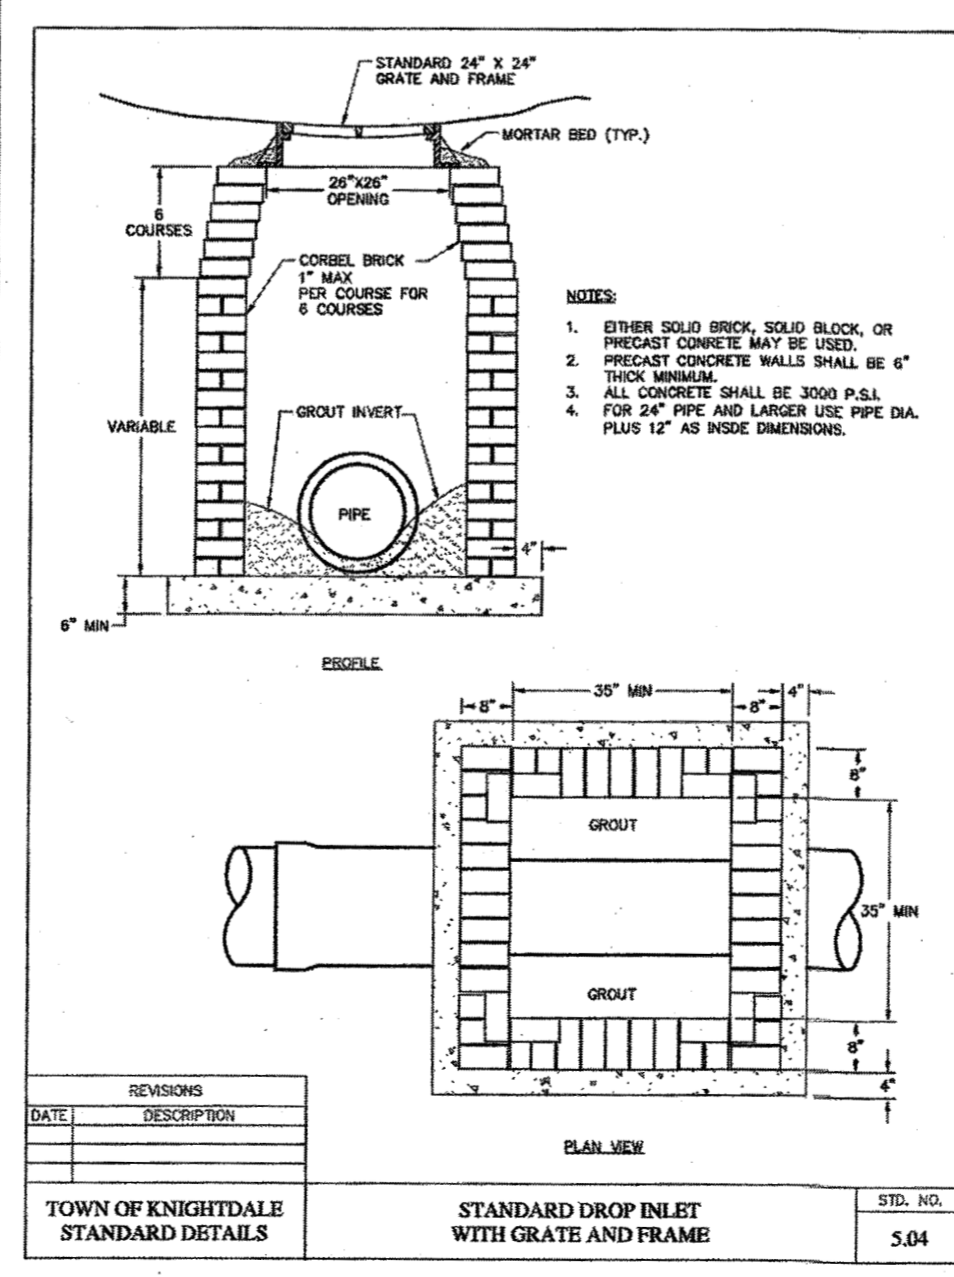 STANDARD 24" X 24"
GRATE AND FRAME
MORTAR BED (TYP.)
26"X26"
OPENING
6
COURSES
CORBEL BRICK
1" MAX
PER COURSE FOR
6 COURSES
NOTES:
1. EITHER SOLID BRICK, SOLID BLOCK, OR
PRECAST CONRETE MAY BE USED.
2. PRECAST CONCRETE WALLS SHALL BE 6"
THICK MINIMUM.
3. ALL CONCRETE SHALL BE 3000 P.S.I.
4. FOR 24" PIPE AND LARGER USE PIPE DIA.
PLUS 12" AS INSDE DIMENSIONS.
GROUT INVERT
VARIABLE
PIPE
4"
6" MIN
PROFILE
35" MIN
4"
8"
8"
8"
GROUT
35" MIN
GROUT
8"
4"
PLAN VIEW
REVISIONS
DATE DESCRIPTION
TOWN OF KNIGHTDALE
STANDARD DETAILS
STANDARD DROP INLET
WITH GRATE AND FRAME
STD. NO.
5.04